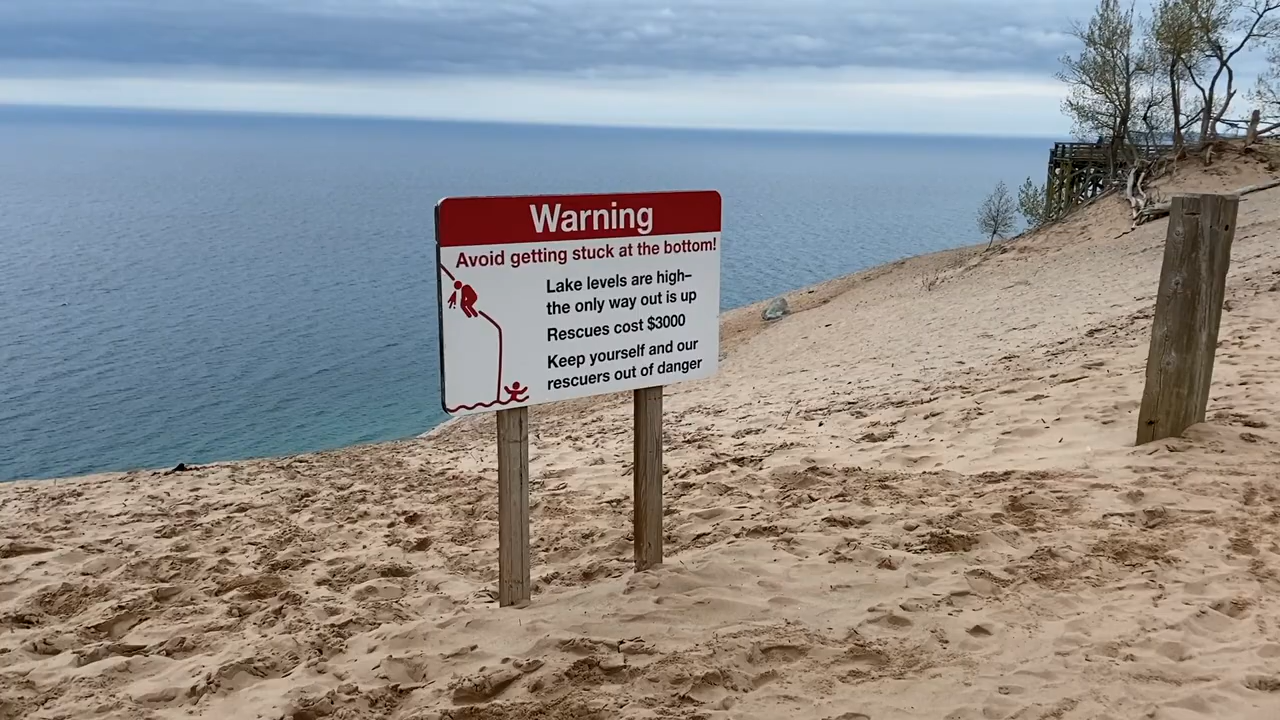 Warning
Avoid getting stuck at the bottom!
Lake levels are high–
the only way out is up
Rescues cost $3000
Keep yourself and our
rescuers out of danger